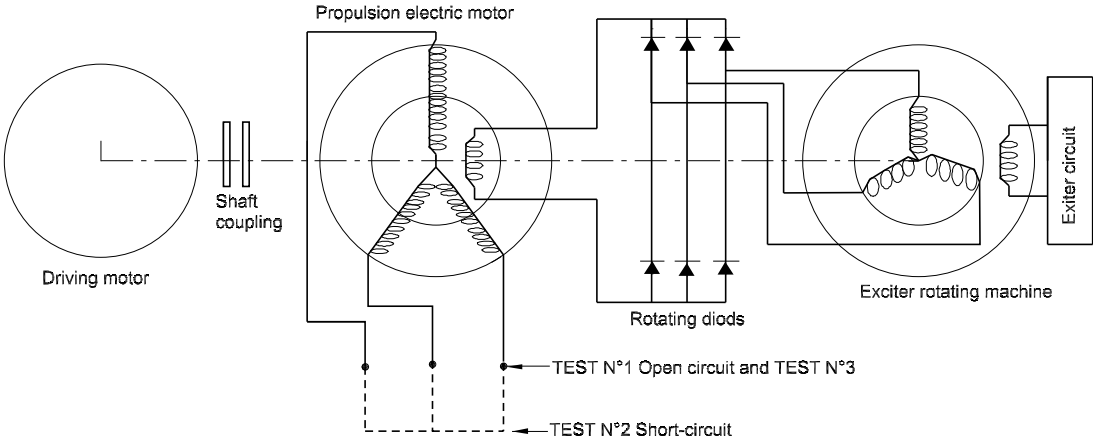 Propulsion electric motor
Shaft
coupling
Driving motor
Exiter circuit
Exciter rotating machine
Rotating diods
TEST N°1 Open circuit and TEST N°3
TEST N°2 Short-circuit